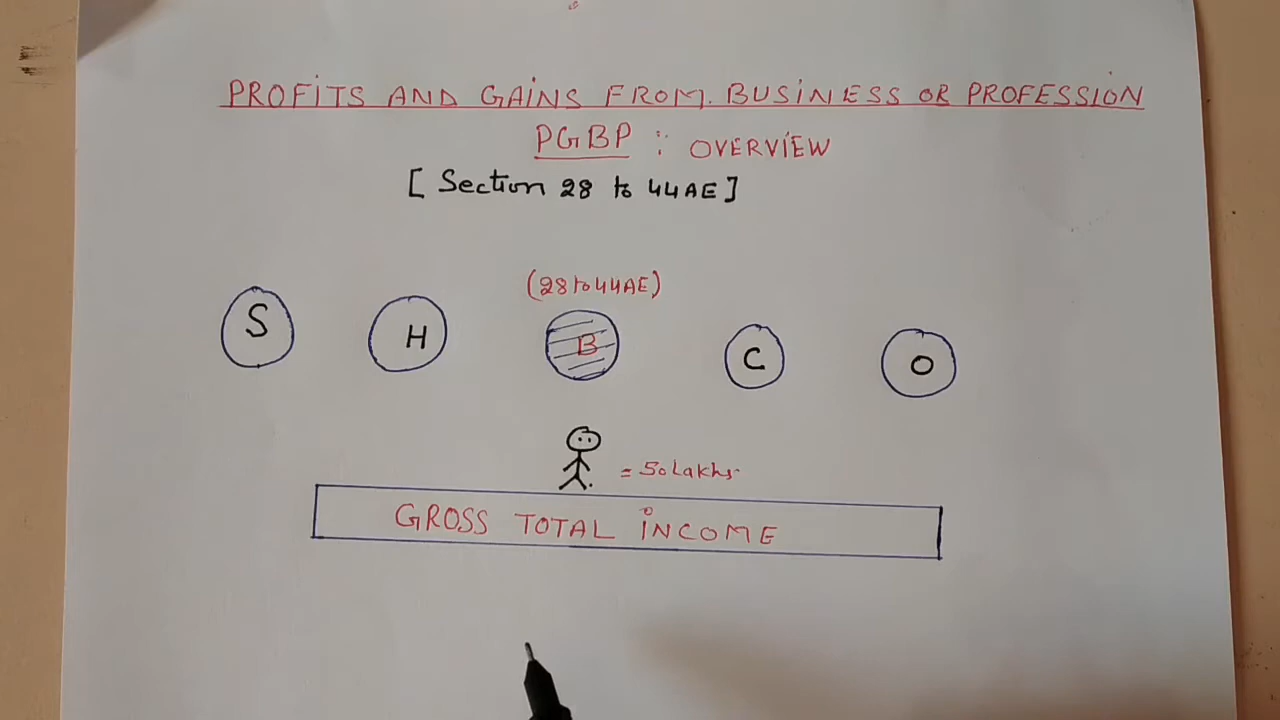 PROFITS AND GAINS FROM. BUSINESS OR PROFESSION
PGBP : OVERVIEW
[ Section 28 to 44AE ]
(28 to 44AE)
S H B C O
= 50 Lakhs
GROSS TOTAL INCOME